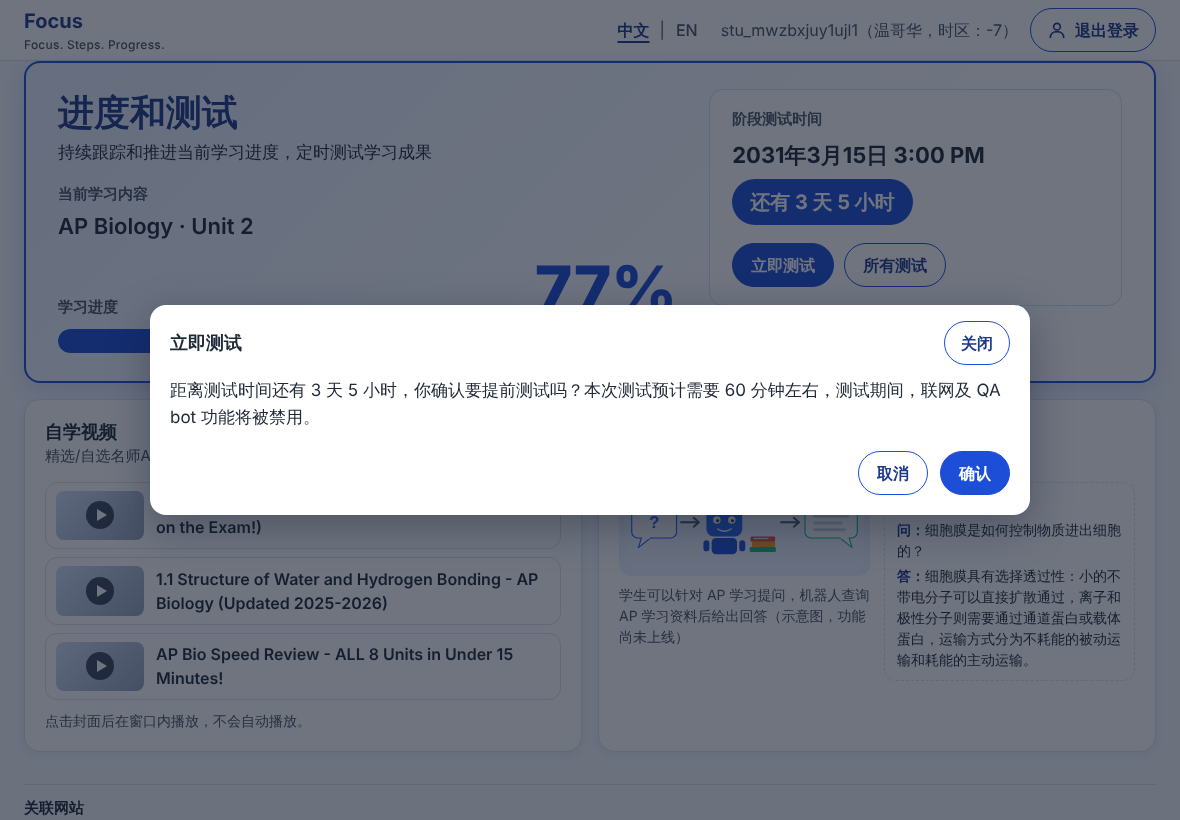 Focus
Focus. Steps. Progress.
中文 | EN
stu_mwzbxjuy1ujl1（温哥华，时区：-7）
退出登录
进度和测试
持续跟踪和推进当前学习进度，定时测试学习成果
当前学习内容
AP Biology · Unit 2
77%
学习进度
阶段测试时间
2031年3月15日 3:00 PM
还有 3 天 5 小时
立即测试
所有测试
立即测试
关闭
距离测试时间还有 3 天 5 小时，你确认要提前测试吗？本次测试预计需要 60 分钟左右，测试期间，联网及 QA
bot 功能将被禁用。
取消
确认
自学视频
精选/自选名师A
on the Exam!)
1.1 Structure of Water and Hydrogen Bonding - AP
Biology (Updated 2025-2026)
AP Bio Speed Review - ALL 8 Units in Under 15
Minutes!
点击封面后在窗口内播放，不会自动播放。
?
学生可以针对 AP 学习提问，机器人查询
AP 学习资料后给出回答（示意图，功能
尚未上线）
问：细胞膜是如何控制物质进出细胞
的？
答：细胞膜具有选择透过性：小的不
带电分子可以直接扩散通过，离子和
极性分子则需要通过通道蛋白或载体
蛋白，运输方式分为不耗能的被动运
输和耗能的主动运输。
关联网站